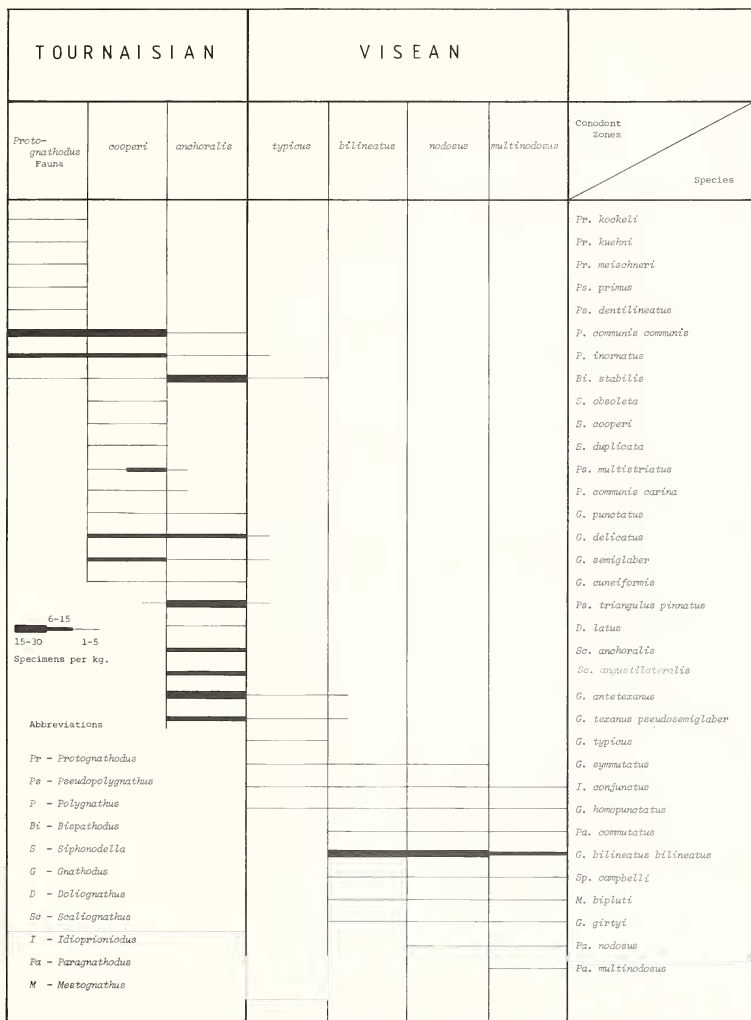 TOURNAISIAN
VISEAN
Proto-
gnathodus
Fauna
cooperi
anchoralis
typicus
bilineatus
nodosus
multinodosus
Conodont
Zones
Species
Pr. kockeli
Pr. kuehni
Pr. meischneri
Ps. primus
Ps. dentilineatus
P. communis communis
P. inornatus
Bi. stabilis
S. obsoleta
S. cooperi
S. duplicata
Ps. multistriatus
P. communis carina
G. punctatus
G. delicatus
G. semiglaber
G. cuneiformis
Ps. triangulus pinnatus
D. latus
Sc. anchoralis
Sc. angustilateralis
G. antetexanus
G. texanus pseudosemiglaber
G. typicus
G. symmutatus
I. conjunctus
G. homopunctatus
Pa. commutatus
G. bilineatus bilineatus
Sp. campbelli
M. bipluti
G. girtyi
Pa. nodosus
Pa. multinodosus
6-15
15-30 1-5
Specimens per kg.
Abbreviations
Pr - Protognathodus
Ps - Pseudopolygnathus
P - Polygnathus
Bi - Bispathodus
S - Siphonodella
G - Gnathodus
D - Doliognathus
Sc - Scaliognathus
I - Idioprioniodus
Pa - Paragnathodus
M - Mestognathus